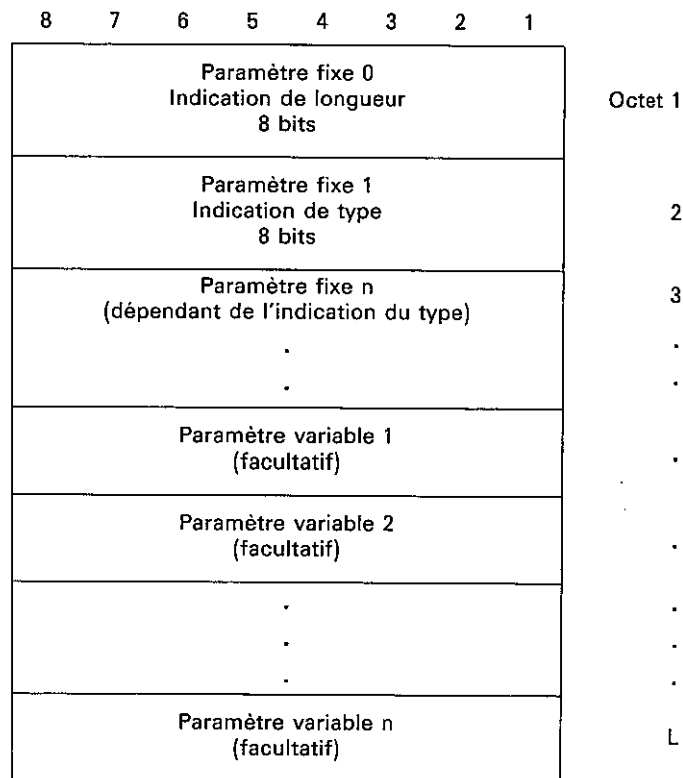 8 7 6 5 4 3 2 1
Paramètre fixe 0
Indication de longueur
8 bits
Octet 1
Paramètre fixe 1
Indication de type
8 bits
2
Paramètre fixe n
(dépendant de l'indication du type)
3
.
.
.
.
Paramètre variable 1
(facultatif)
.
Paramètre variable 2
(facultatif)
.
.
.
.
.
.
.
Paramètre variable n
(facultatif)
L